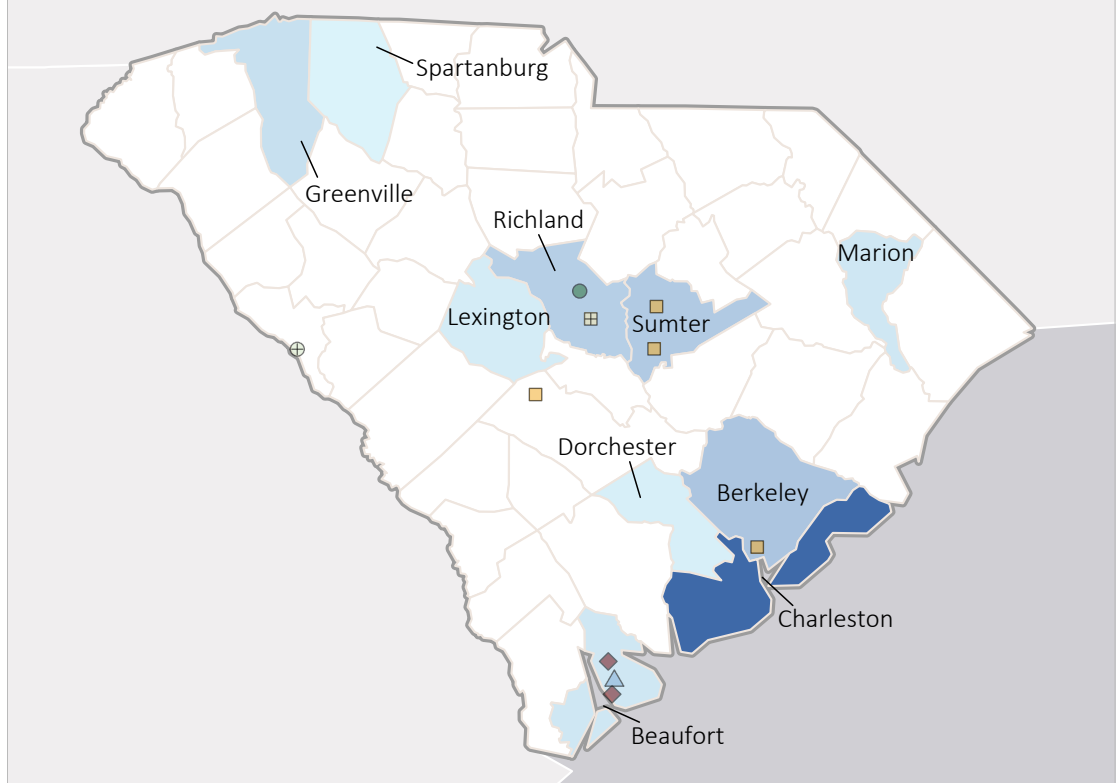 Spartanburg
Greenville
Richland
Marion
Lexington
Sumter
Dorchester
Berkeley
Charleston
Beaufort